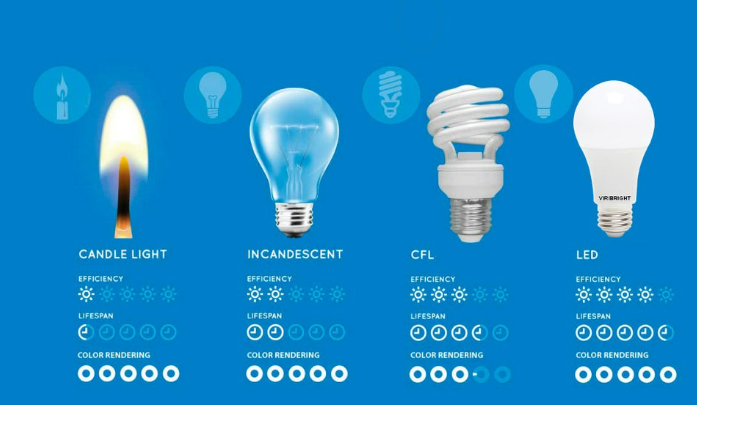 VIRIBRIGHT
CANDLE LIGHT
EFFICIENCY
LIFESPAN
COLOR RENDERING
INCANDESCENT
EFFICIENCY
LIFESPAN
COLOR RENDERING
CFL
EFFICIENCY
LIFESPAN
COLOR RENDERING
LED
EFFICIENCY
LIFESPAN
COLOR RENDERING